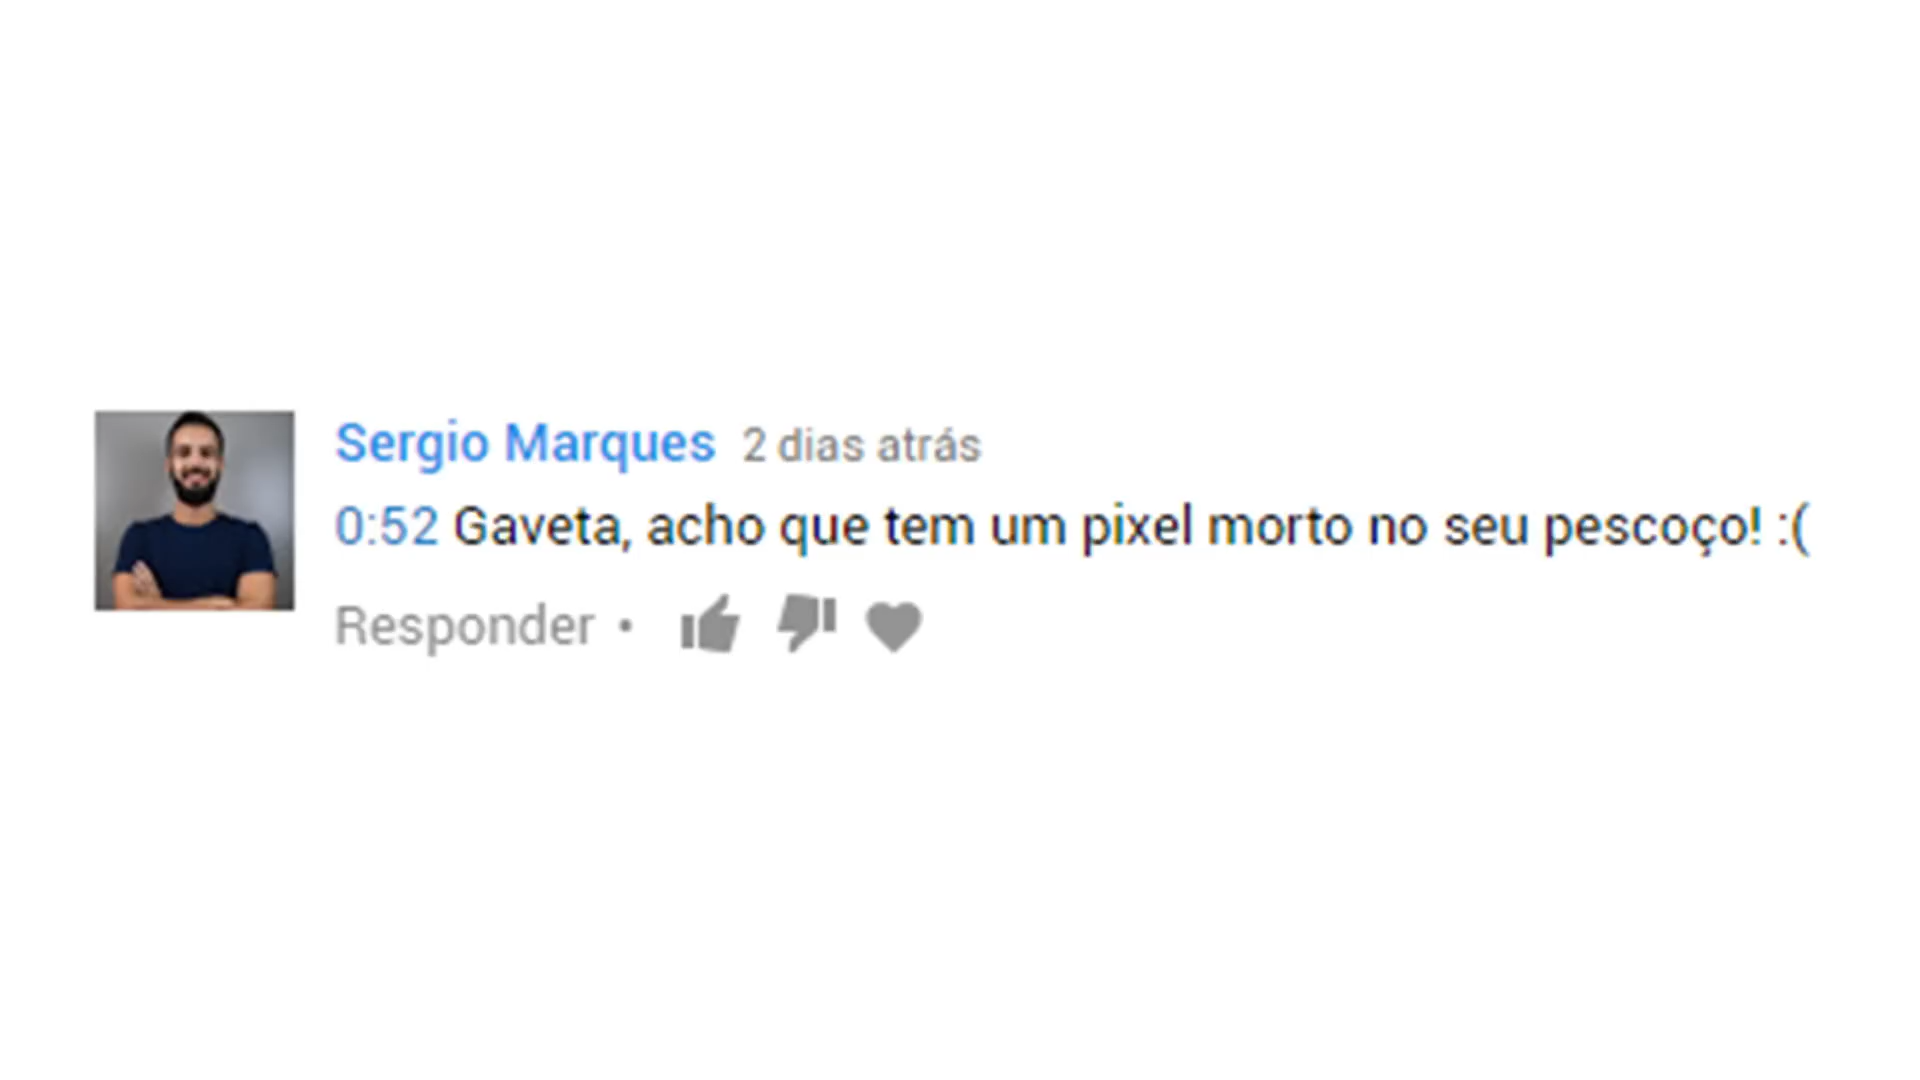 Sergio Marques 2 dias atrás
0:52 Gaveta, acho que tem um pixel morto no seu pescoço! :(
Responder •